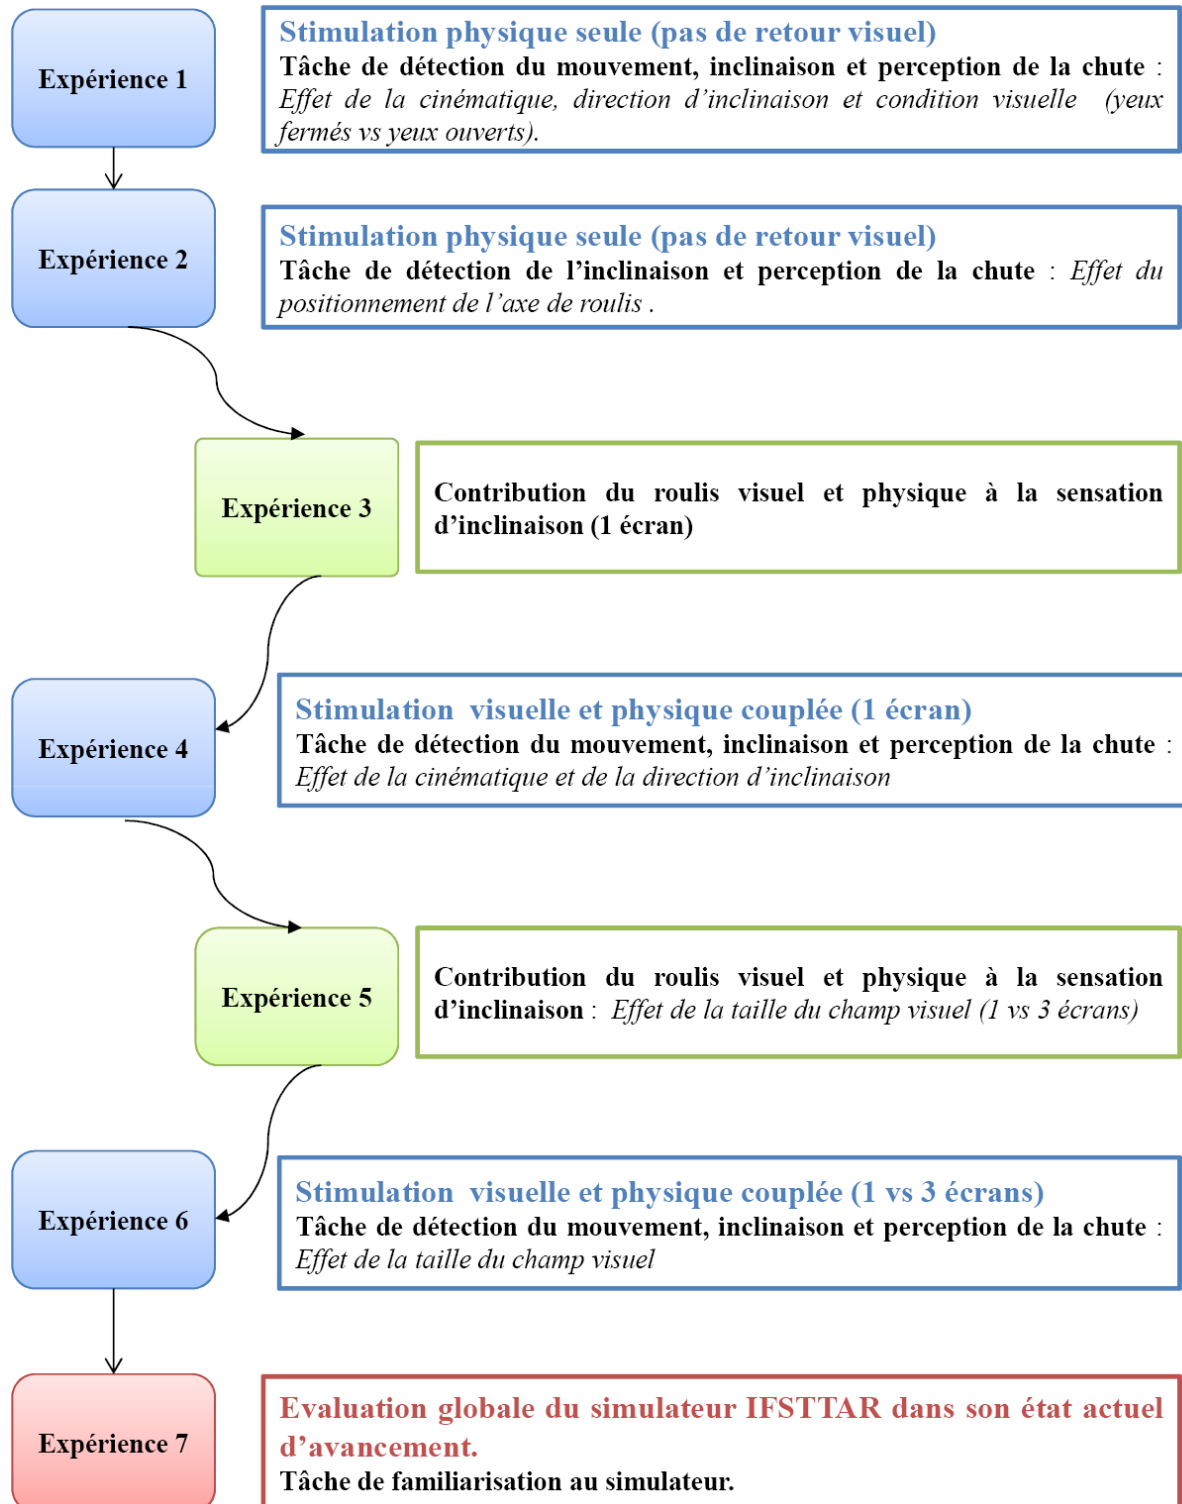 Expérience 1
Stimulation physique seule (pas de retour visuel)
Tâche de détection du mouvement, inclinaison et perception de la chute :
Effet de la cinématique, direction d’inclinaison et condition visuelle (yeux
fermés vs yeux ouverts).
Expérience 2
Stimulation physique seule (pas de retour visuel)
Tâche de détection de l’inclinaison et perception de la chute : Effet du
positionnement de l’axe de roulis .
Expérience 3
Contribution du roulis visuel et physique à la sensation
d’inclinaison (1 écran)
Expérience 4
Stimulation visuelle et physique couplée (1 écran)
Tâche de détection du mouvement, inclinaison et perception de la chute :
Effet de la cinématique et de la direction d’inclinaison
Expérience 5
Contribution du roulis visuel et physique à la sensation
d’inclinaison : Effet de la taille du champ visuel (1 vs 3 écrans)
Expérience 6
Stimulation visuelle et physique couplée (1 vs 3 écrans)
Tâche de détection du mouvement, inclinaison et perception de la chute :
Effet de la taille du champ visuel
Expérience 7
Evaluation globale du simulateur IFSTTAR dans son état actuel
d’avancement.
Tâche de familiarisation au simulateur.